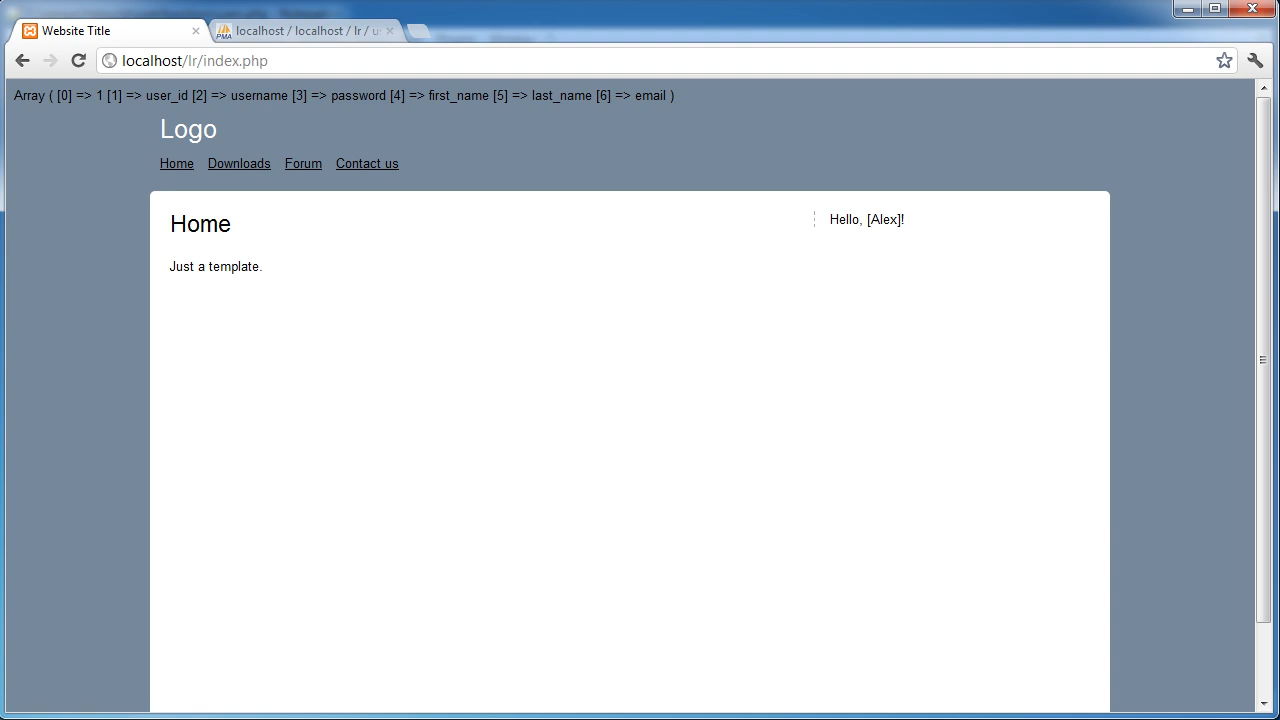 Website Title
localhost / localhost / lr / u
localhost/lr/index.php
Array ( [0] => 1 [1] => user_id [2] => username [3] => password [4] => first_name [5] => last_name [6] => email )
Logo
Home Downloads Forum Contact us
Home
Hello, [Alex]!
Just a template.